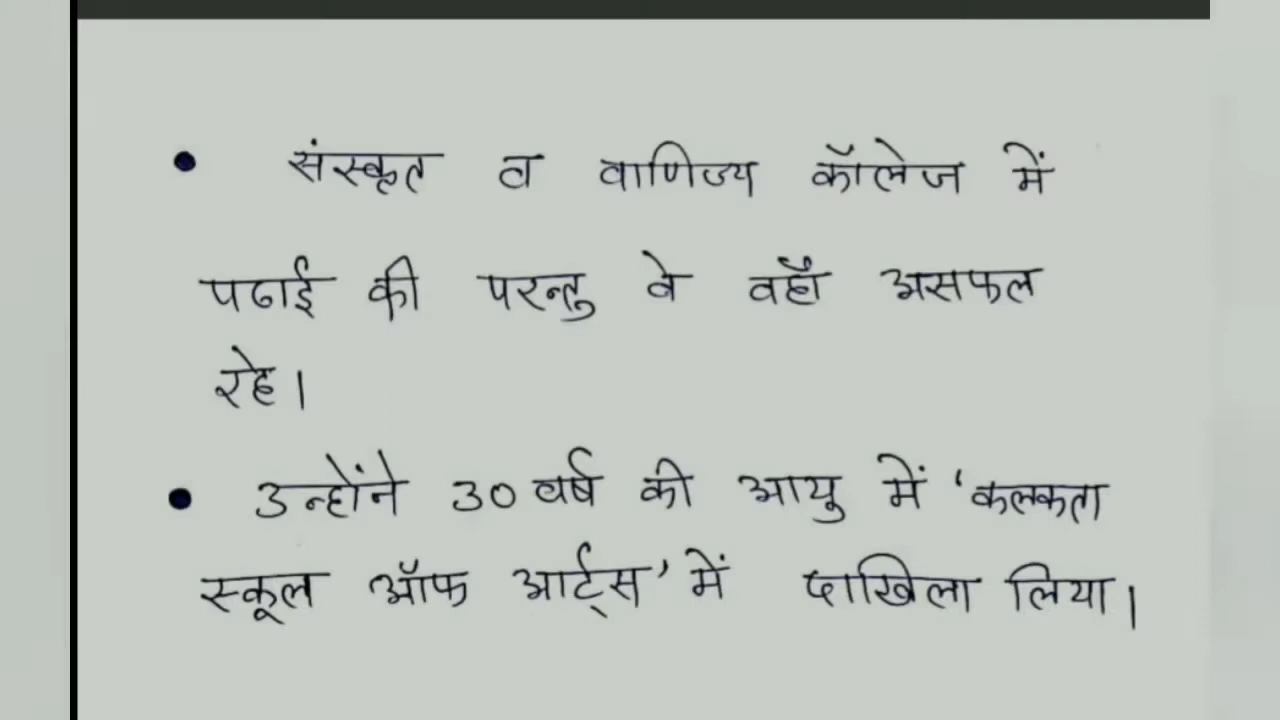 • संस्कृत व वाणिज्य कॉलेज में
पढाई की परन्तु वे वहाँ असफल
रहे।
• उन्होंने 30 वर्ष की आयु में 'कलकता
स्कूल ऑफ आर्ट्स' में दाखिला लिया।